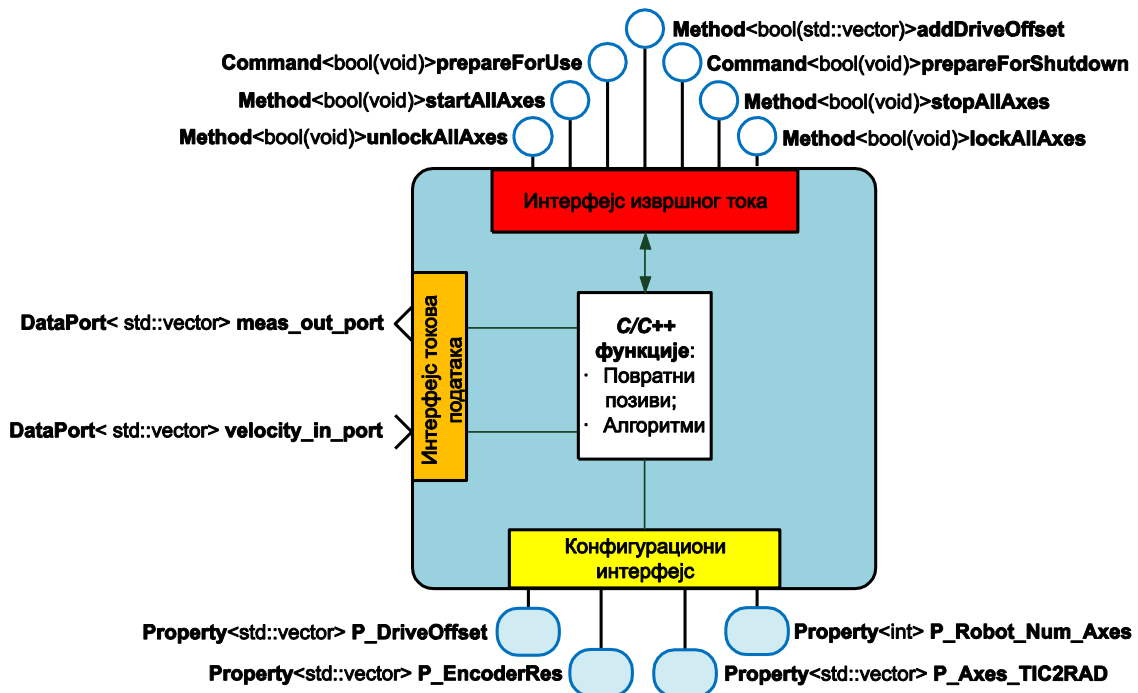 Method<bool(std::vector)>addDriveOffset
Command<bool(void)>prepareForUse
Command<bool(void)>prepareForShutdown
Method<bool(void)>startAllAxes
Method<bool(void)>stopAllAxes
Method<bool(void)>unlockAllAxes
Method<bool(void)>lockAllAxes
Интерфејс извршног тока
DataPort< std::vector> meas_out_port
DataPort< std::vector> velocity_in_port
Интерфејс токова
података
C/C++
функције:
· Повратни
позиви;
· Алгоритми
Конфигурациони
интерфејс
Property<std::vector> P_DriveOffset
Property<int> P_Robot_Num_Axes
Property<std::vector> P_EncoderRes
Property<std::vector> P_Axes_TIC2RAD